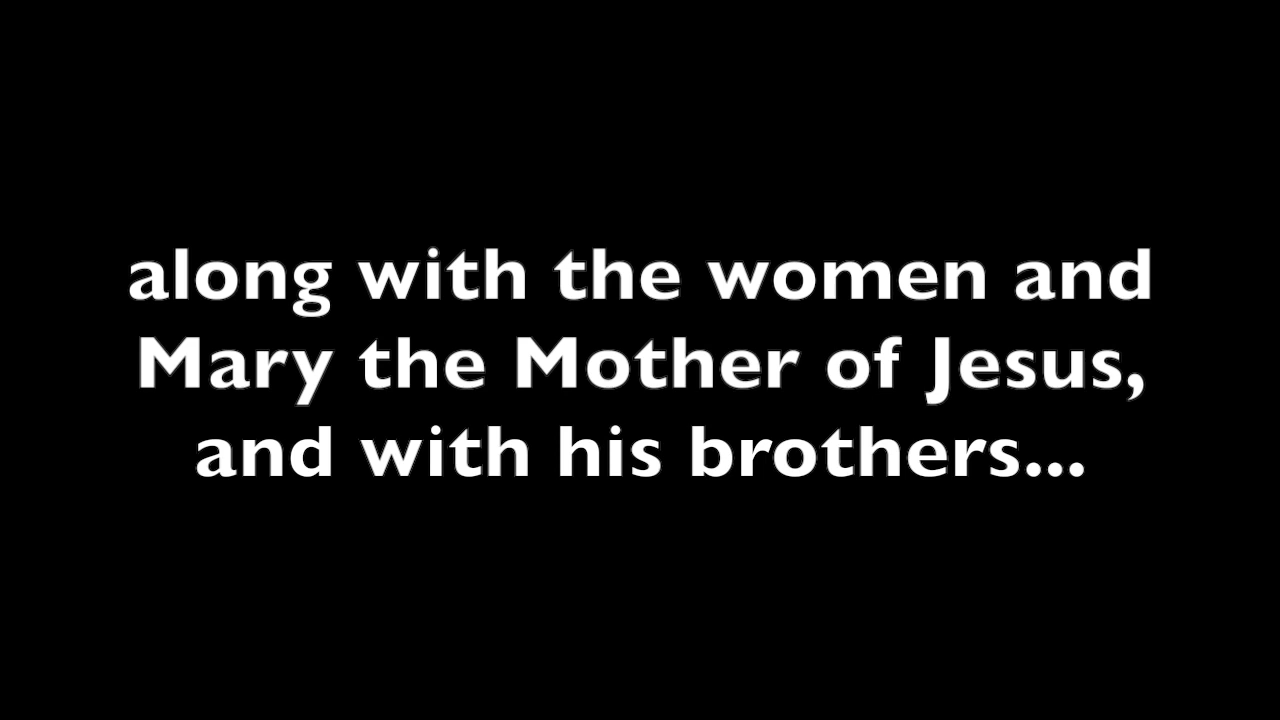 along with the women and
Mary the Mother of Jesus,
and with his brothers...